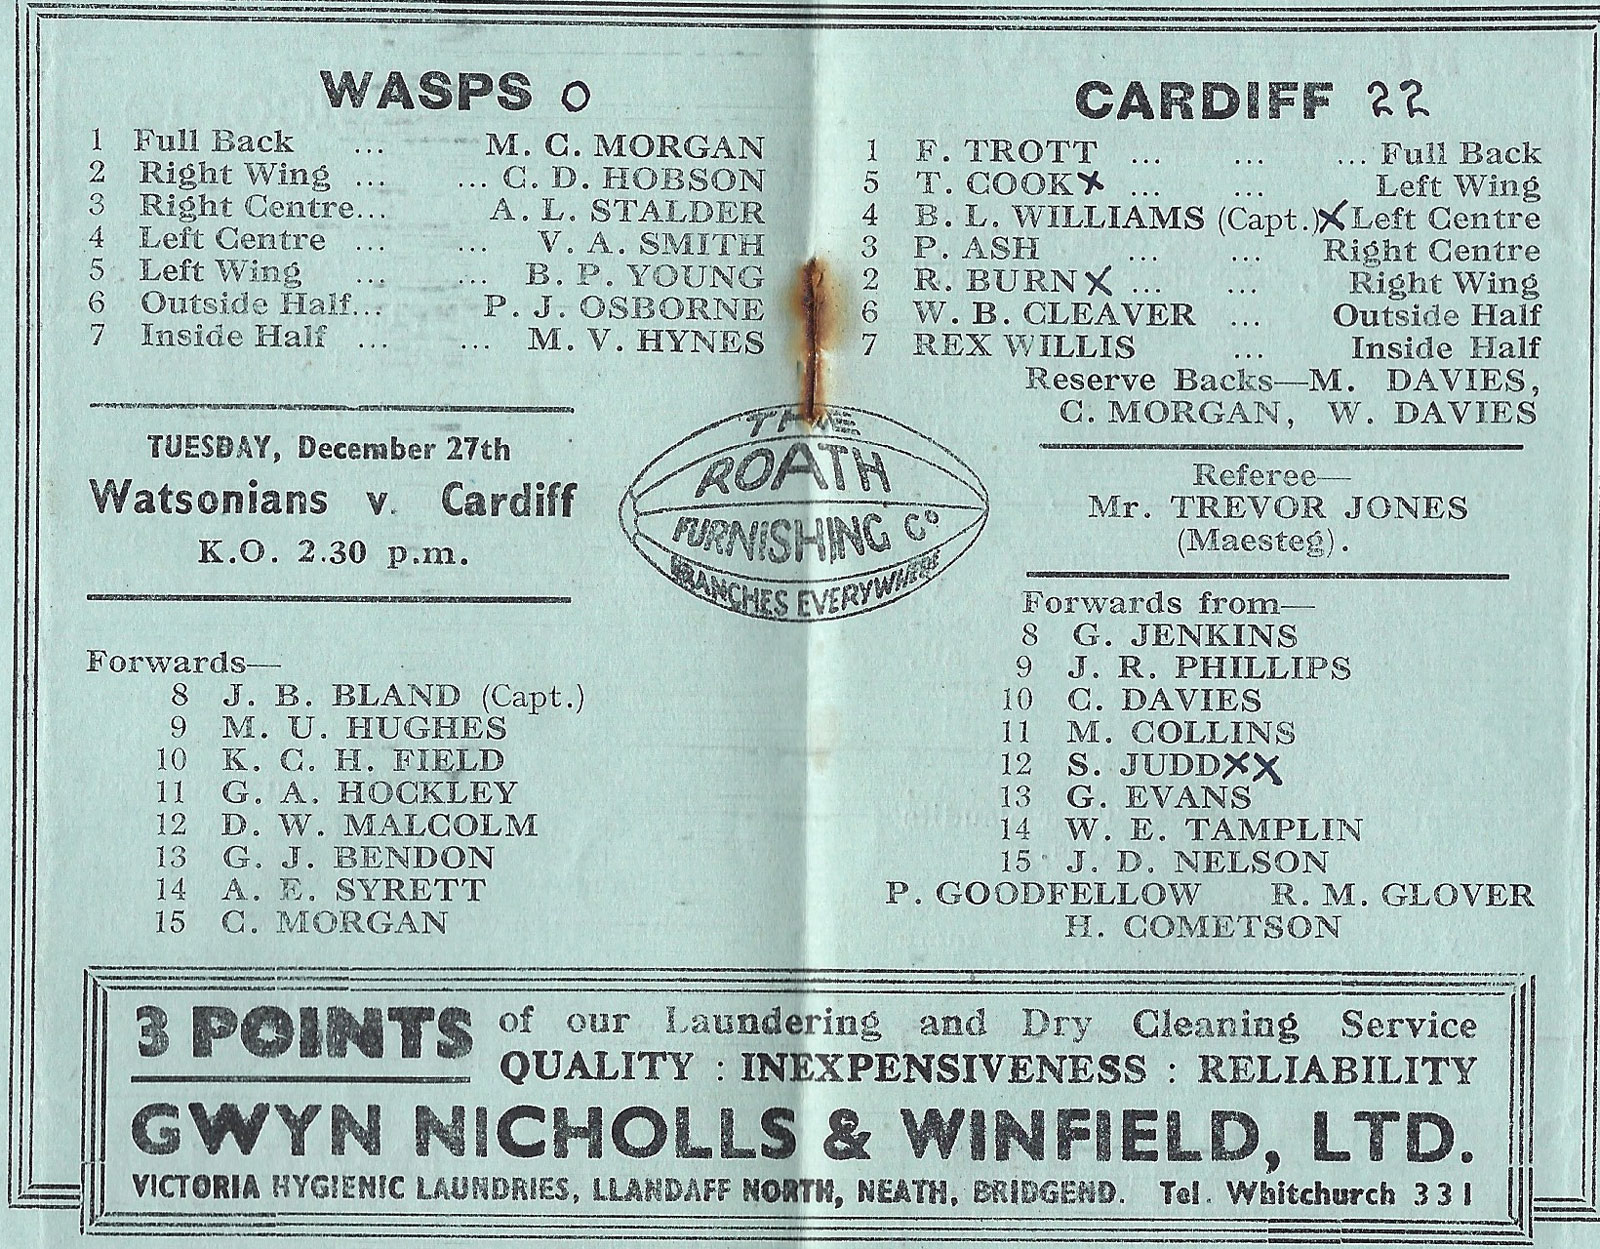 WASPS 0
1 Full Back ... M. C. MORGAN
2 Right Wing ... ... C. D. HOBSON
3 Right Centre... A. L. STALDER
4 Left Centre ... ... V. A. SMITH
5 Left Wing ... ... B. P. YOUNG
6 Outside Half... P. J. OSBORNE
7 Inside Half ... ... M. V. HYNES
TUESDAY, December 27th
Watsonians v. Cardiff
K.O. 2.30 p.m.
Forwards—
8 J. B. BLAND (Capt.)
9 M. U. HUGHES
10 K. C. H. FIELD
11 G. A. HOCKLEY
12 D. W. MALCOLM
13 G. J. BENDON
14 A. E. SYRETT
15 C. MORGAN
THE
ROATH
FURNISHING Co
BRANCHES EVERYWHERE
CARDIFF 22
1 F. TROTT ... ... ... Full Back
5 T. COOK X ... ... Left Wing
4 B. L. WILLIAMS (Capt.) X Left Centre
3 P. ASH ... ... Right Centre
2 R. BURN X ... ... Right Wing
6 W. B. CLEAVER ... Outside Half
7 REX WILLIS ... Inside Half
Reserve Backs—M. DAVIES,
C. MORGAN, W. DAVIES
Referee—
Mr. TREVOR JONES
(Maesteg).
Forwards from—
8 G. JENKINS
9 J. R. PHILLIPS
10 C. DAVIES
11 M. COLLINS
12 S. JUDD X X
13 G. EVANS
14 W. E. TAMPLIN
15 J. D. NELSON
P. GOODFELLOW R. M. GLOVER
H. COMETSON
3 POINTS of our Laundering and Dry Cleaning Service
QUALITY : INEXPENSIVENESS : RELIABILITY
GWYN NICHOLLS & WINFIELD, LTD.
VICTORIA HYGIENIC LAUNDRIES, LLANDAFF NORTH, NEATH, BRIDGEND. Tel. Whitchurch 331